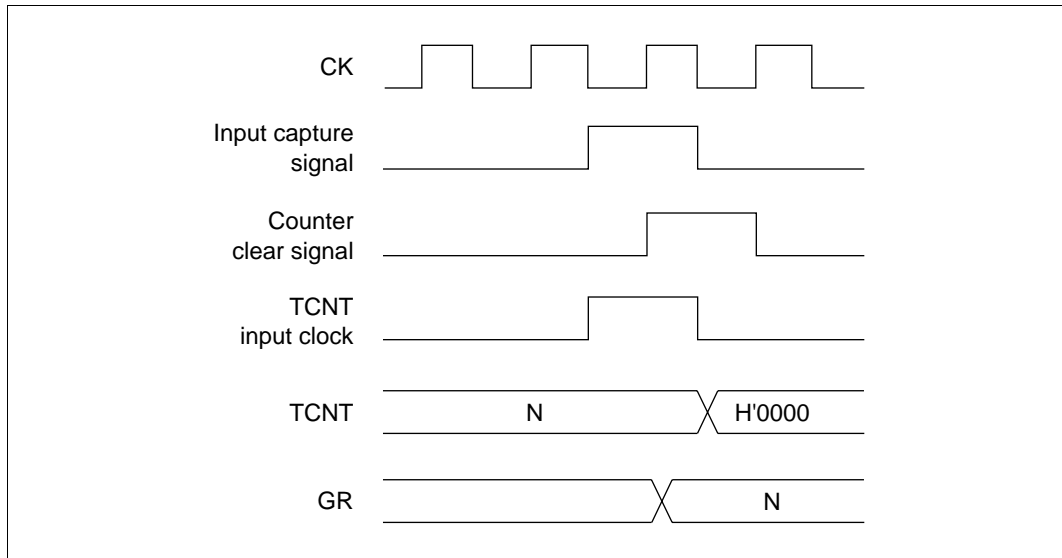 CK
Input capture
signal
Counter
clear signal
TCNT
input clock
TCNT
N
H'0000
GR
N